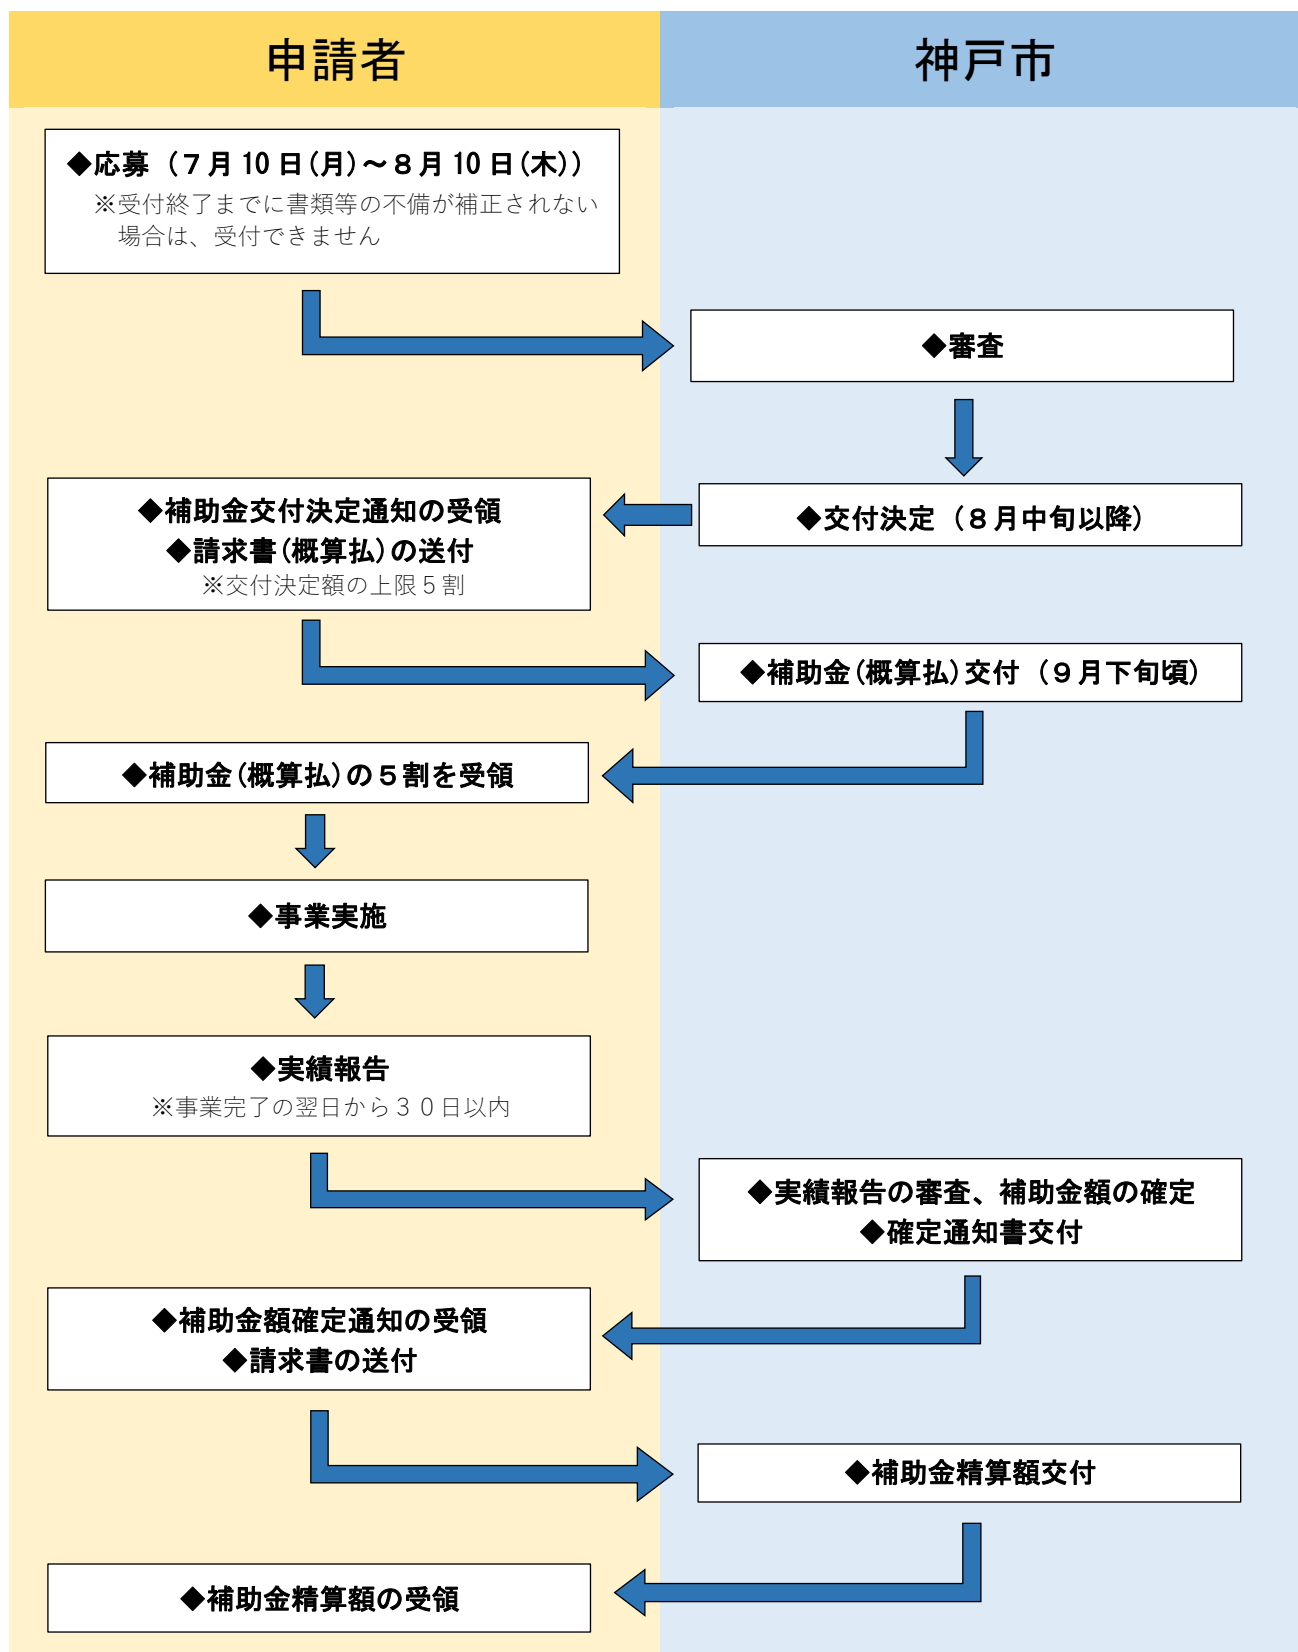 申請者
神戸市
◆応募（７月10日(月)～８月10日(木)）
※受付終了までに書類等の不備が補正されない
場合は、受付できません
◆審査
◆交付決定（８月中旬以降）
◆補助金交付決定通知の受領
◆請求書(概算払)の送付
※交付決定額の上限５割
◆補助金(概算払)交付（９月下旬頃）
◆補助金(概算払)の５割を受領
◆事業実施
◆実績報告
※事業完了の翌日から３０日以内
◆実績報告の審査、補助金額の確定
◆確定通知書交付
◆補助金額確定通知の受領
◆請求書の送付
◆補助金精算額交付
◆補助金精算額の受領